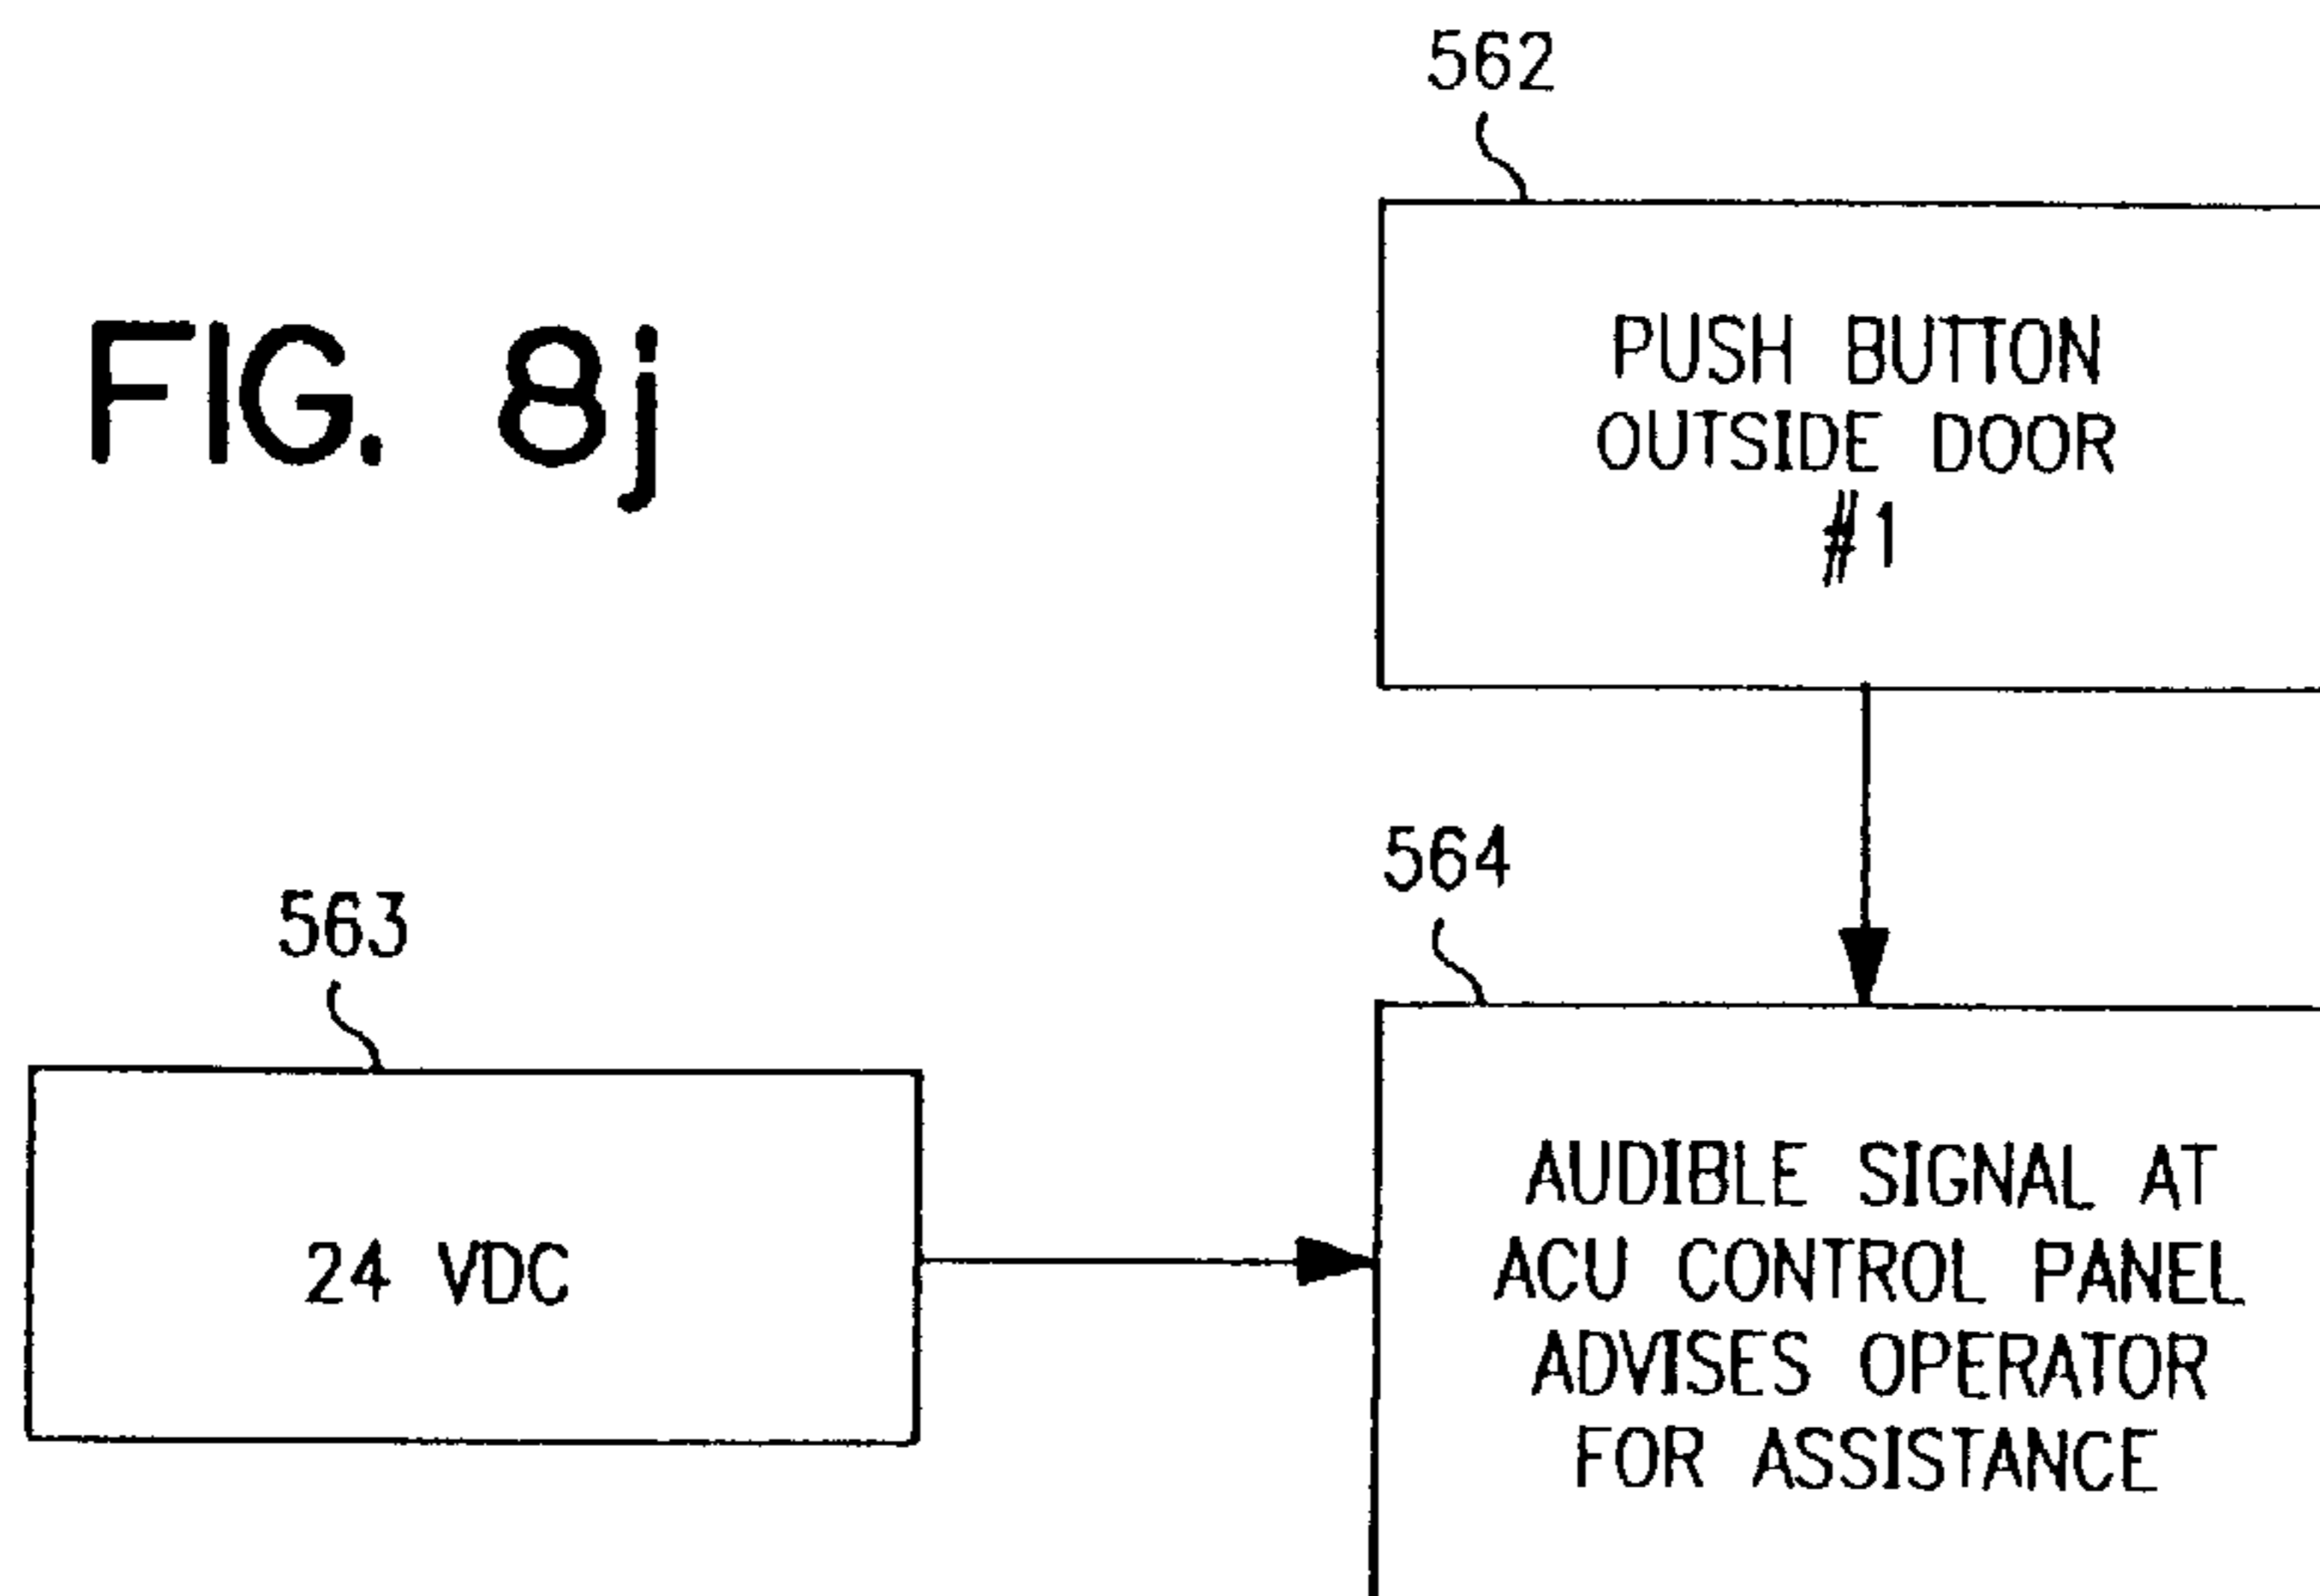 562
FIG. 8j
PUSH BUTTON
OUTSIDE DOOR
#1
564
563
AUDIBLE SIGNAL AT
24 VDC
ACU CONTROL PANEL
ADVISES OPERATOR
FOR ASSISTANCE